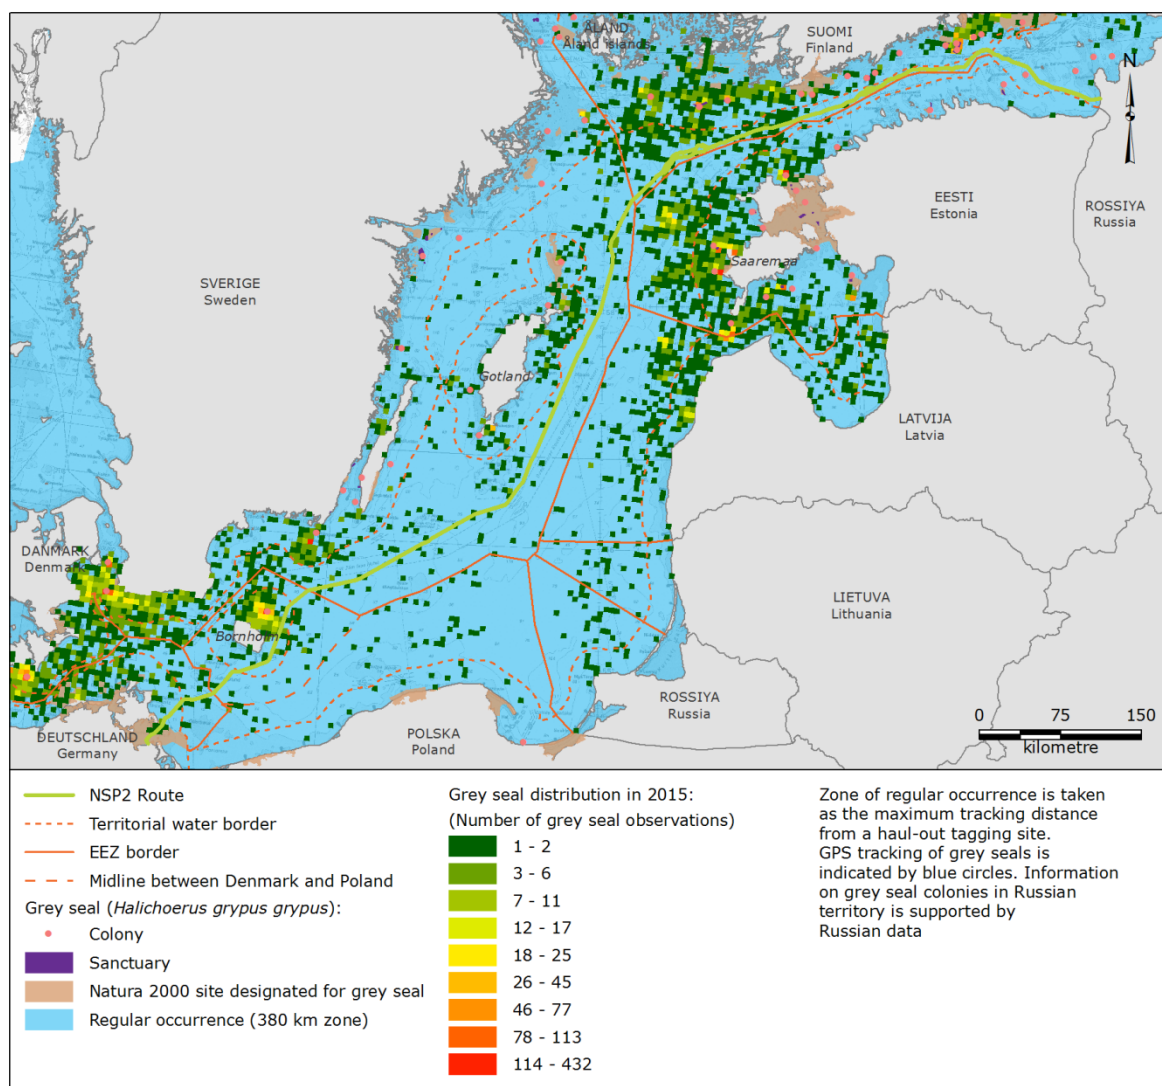 ÅLAND
Åland islands
SUOMI
Finland
N
EESTI
Estonia
ROSSIYA
Russia
SVERIGE
Sweden
Saaremaa
Gotland
LATVIJA
Latvia
DANMARK
Denmark
LIETUVA
Lithuania
Bornholm
ROSSIYA
Russia
DEUTSCHLAND
Germany
POLSKA
Poland
0 75 150
kilometre
NSP2 Route
Territorial water border
EEZ border
Midline between Denmark and Poland
Grey seal (Halichoerus grypus grypus):
Colony
Sanctuary
Natura 2000 site designated for grey seal
Regular occurrence (380 km zone)
Grey seal distribution in 2015:
(Number of grey seal observations)
1 - 2
3 - 6
7 - 11
12 - 17
18 - 25
26 - 45
46 - 77
78 - 113
114 - 432
Zone of regular occurrence is taken
as the maximum tracking distance
from a haul-out tagging site.
GPS tracking of grey seals is
indicated by blue circles. Information
on grey seal colonies in Russian
territory is supported by
Russian data